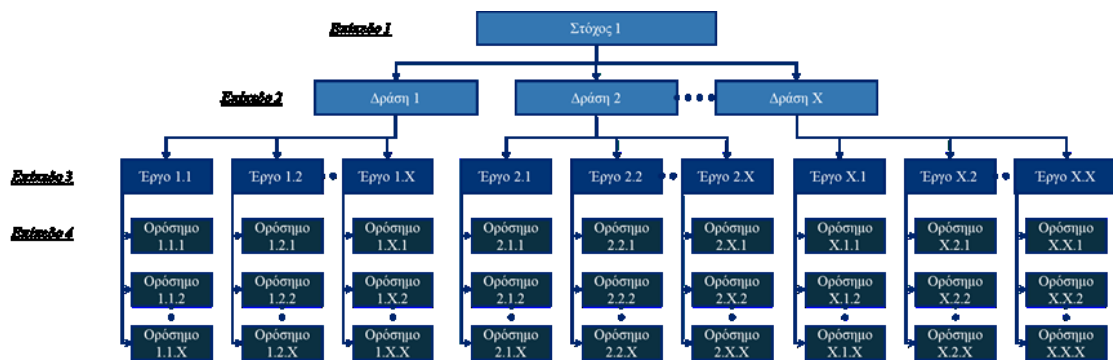 Επίπεδο 1
Στόχος 1
Επίπεδο 2
Δράση 1
Δράση 2
Δράση Χ
Επίπεδο 3
Έργο 1.1
Έργο 1.2
Έργο 1.Χ
Έργο 2.1
Έργο 2.2
Έργο 2.Χ
Έργο Χ.1
Έργο Χ.2
Έργο Χ.Χ
Επίπεδο 4
Ορόσημο
1.1.1
Ορόσημο
1.2.1
Ορόσημο
1.Χ.1
Ορόσημο
2.1.1
Ορόσημο
2.2.1
Ορόσημο
2.Χ.1
Ορόσημο
Χ.1.1
Ορόσημο
Χ.2.1
Ορόσημο
Χ.Χ.1
Ορόσημο
1.1.2
Ορόσημο
1.2.2
Ορόσημο
1.Χ.2
Ορόσημο
2.1.2
Ορόσημο
2.2.2
Ορόσημο
2.Χ.2
Ορόσημο
Χ.1.2
Ορόσημο
Χ.2.2
Ορόσημο
Χ.Χ.2
Ορόσημο
1.1.Χ
Ορόσημο
1.2.Χ
Ορόσημο
1.Χ.Χ
Ορόσημο
2.1.Χ
Ορόσημο
2.2.Χ
Ορόσημο
2.Χ.Χ
Ορόσημο
Χ.1.Χ
Ορόσημο
Χ.2.Χ
Ορόσημο
Χ.Χ.Χ